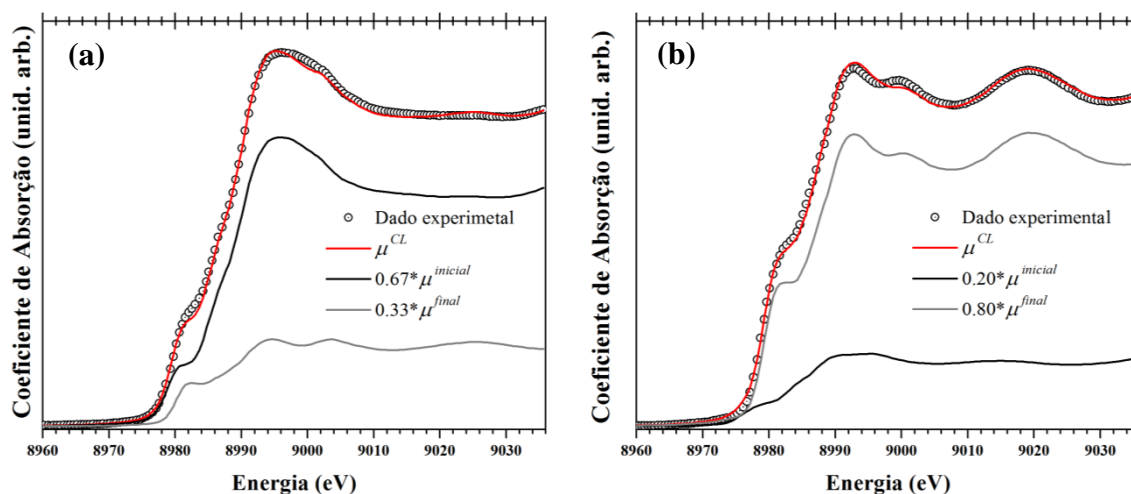 (a)
Coeficiente de Absorção (unid. arb.)
Dado experimetal
μ^CL
0.67*μ^inicial
0.33*μ^final
8960 8970 8980 8990 9000 9010 9020 9030
Energia (eV)
(b)
Coeficiente de Absorção (unid. arb.)
Dado experimental
μ^CL
0.20*μ^inicial
0.80*μ^final
8960 8970 8980 8990 9000 9010 9020 9030
Energia (eV)